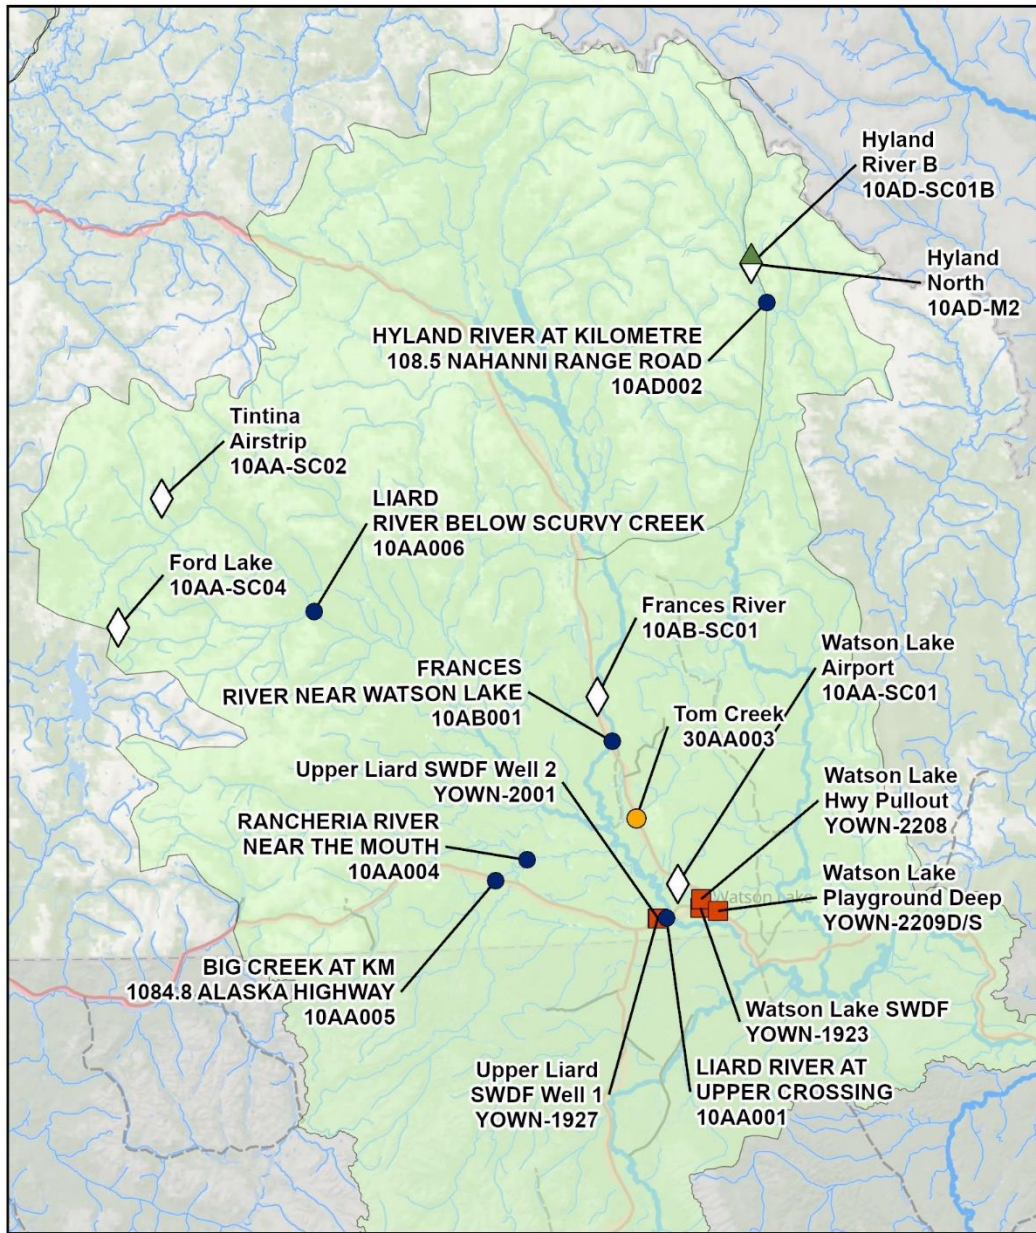 Hyland
River B
10AD-SC01B
Hyland
North
10AD-M2
HYLAND RIVER AT KILOMETRE
108.5 NAHANNI RANGE ROAD
10AD002
Tintina
Airstrip
10AA-SC02
LIARD
RIVER BELOW SCURVY CREEK
10AA006
Ford Lake
10AA-SC04
Frances River
10AB-SC01
Watson Lake
Airport
10AA-SC01
FRANCES
RIVER NEAR WATSON LAKE
10AB001
Tom Creek
30AA003
Upper Liard SWDF Well 2
YOWN-2001
Watson Lake
Hwy Pullout
YOWN-2208
RANCHERIA RIVER
NEAR THE MOUTH
10AA004
Watson Lake
Watson Lake
Playground Deep
YOWN-2209D/S
BIG CREEK AT KM
1084.8 ALASKA HIGHWAY
10AA005
Watson Lake SWDF
YOWN-1923
Upper Liard
SWDF Well 1
YOWN-1927
LIARD RIVER AT
UPPER CROSSING
10AA001